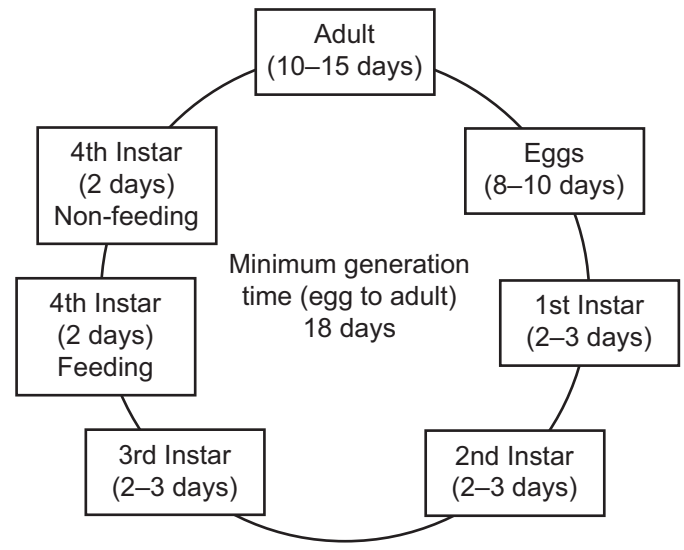 Adult
(10–15 days)
Eggs
(8–10 days)
1st Instar
(2–3 days)
2nd Instar
(2–3 days)
3rd Instar
(2–3 days)
4th Instar
(2 days)
Feeding
4th Instar
(2 days)
Non-feeding
Minimum generation
time (egg to adult)
18 days